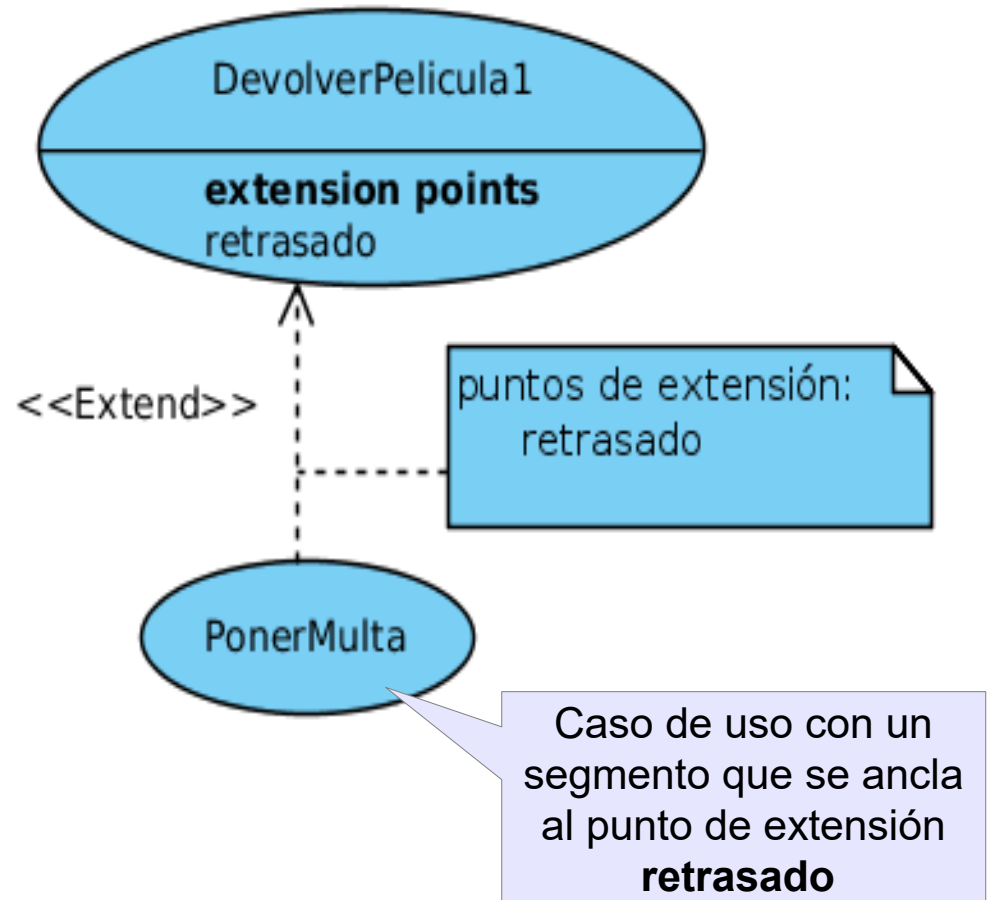 DevolverPelicula1
extension points
retrasado
<<Extend>>
puntos de extensión:
retrasado
PonerMulta
Caso de uso con un
segmento que se ancla
al punto de extensión
retrasado